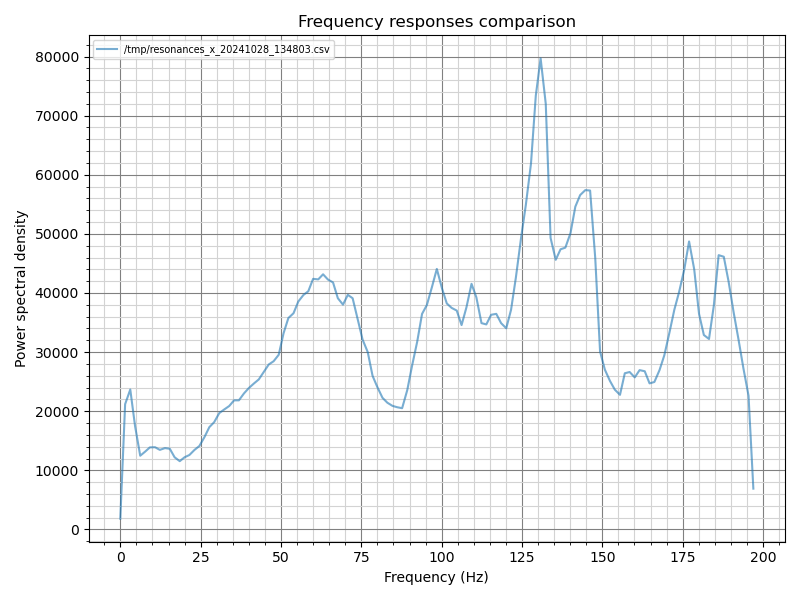 Frequency responses comparison
/tmp/resonances_x_20241028_134803.csv
80000
70000
60000
50000
40000
30000
20000
10000
0
Power spectral density
0 25 50 75 100 125 150 175 200
Frequency (Hz)